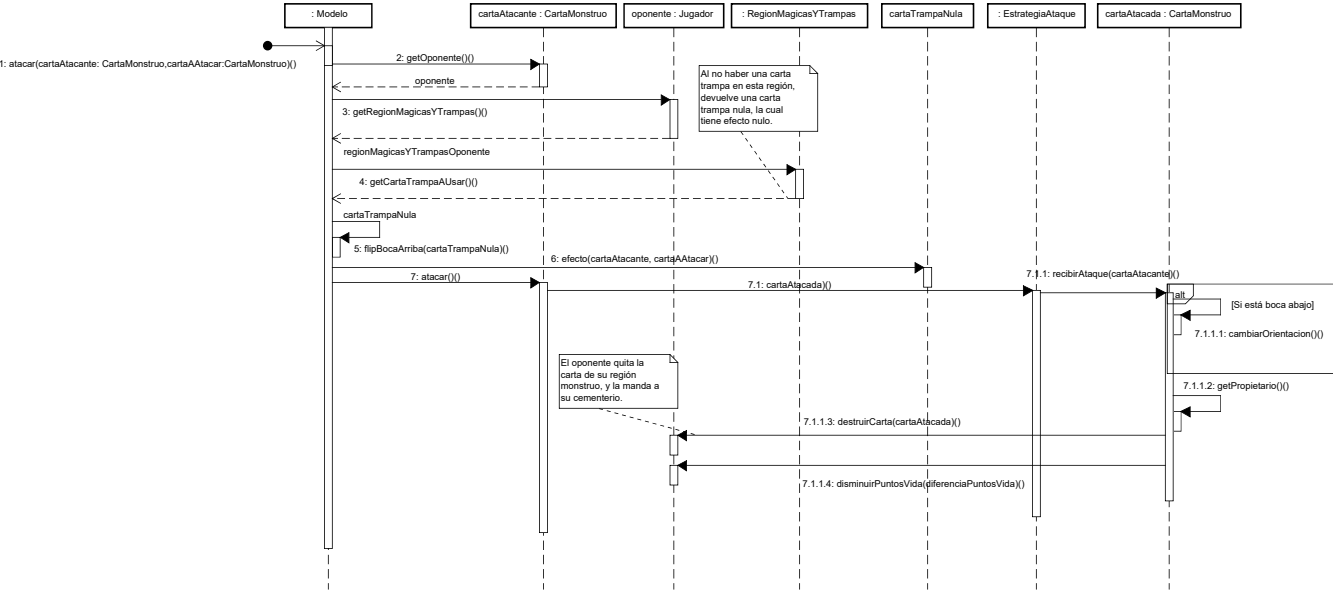 : Modelo
cartaAtacante : CartaMonstruo
oponente : Jugador
: RegionMagicasYTrampas
cartaTrampaNula
: EstrategiaAtaque
cartaAtacada : CartaMonstruo
1: atacar(cartaAtacante: CartaMonstruo,cartaAAtacar:CartaMonstruo)()
2: getOponente()()
oponente
Al no haber una carta
trampa en esta región,
devuelve una carta
trampa nula, la cual
tiene efecto nulo.
3: getRegionMagicasYTrampas()()
regionMagicasYTrampasOponente
4: getCartaTrampaAUsar()()
cartaTrampaNula
5: flipBocaArriba(cartaTrampaNula)()
6: efecto(cartaAtacante, cartaAAtacar)()
7: atacar()()
7.1: cartaAtacada)()
7.1.1: recibirAtaque(cartaAtacante)()
alt
[Si está boca abajo]
7.1.1.1: cambiarOrientacion()()
El oponente quita la
carta de su región
monstruo, y la manda a
su cementerio.
7.1.1.2: getPropietario()()
7.1.1.3: destruirCarta(cartaAtacada)()
7.1.1.4: disminuirPuntosVida(diferenciaPuntosVida)()